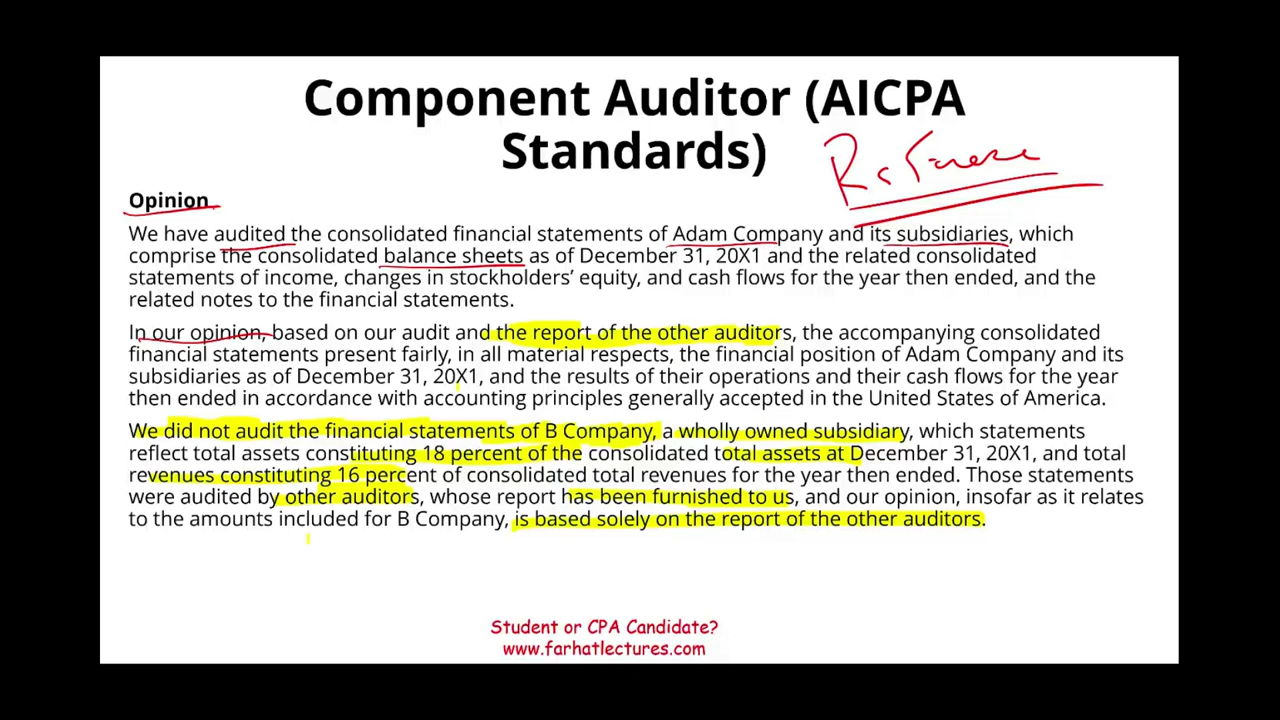 Component Auditor (AICPA
Standards)
Opinion
We have audited the consolidated financial statements of Adam Company and its subsidiaries, which
comprise the consolidated balance sheets as of December 31, 20X1 and the related consolidated
statements of income, changes in stockholders’ equity, and cash flows for the year then ended, and the
related notes to the financial statements.
In our opinion, based on our audit and the report of the other auditors, the accompanying consolidated
financial statements present fairly, in all material respects, the financial position of Adam Company and its
subsidiaries as of December 31, 20X1, and the results of their operations and their cash flows for the year
then ended in accordance with accounting principles generally accepted in the United States of America.
We did not audit the financial statements of B Company, a wholly owned subsidiary, which statements
reflect total assets constituting 18 percent of the consolidated total assets at December 31, 20X1, and total
revenues constituting 16 percent of consolidated total revenues for the year then ended. Those statements
were audited by other auditors, whose report has been furnished to us, and our opinion, insofar as it relates
to the amounts included for B Company, is based solely on the report of the other auditors.
Student or CPA Candidate?
www.farhatlectures.com